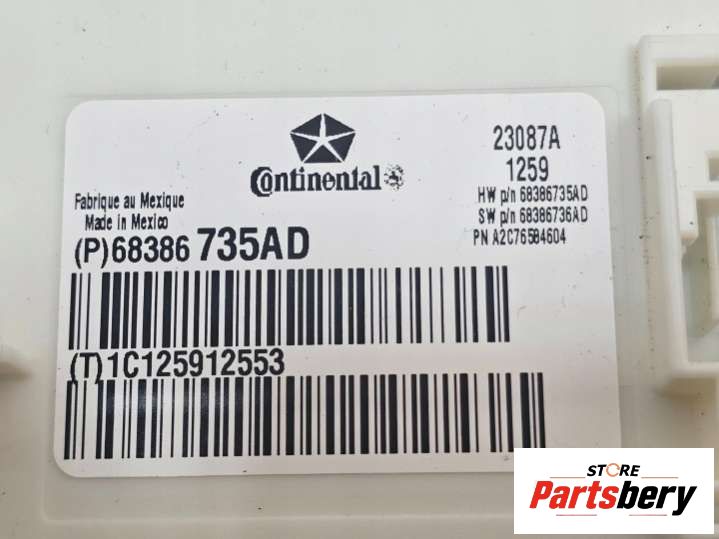 Continental
Fabrique au Mexique
Made in Mexico
23087A
1259
HW p/n 68386735AD
SW p/n 68386736AD
PN A2C76584604
(P)68386 735AD
(T)1C125912553
STORE
Partsbery